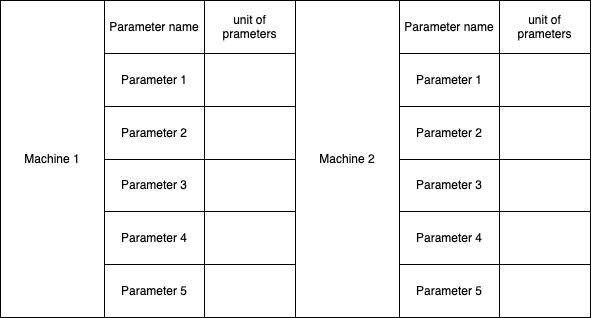 Parameter name
unit of
prameters
Parameter name
unit of
prameters
Parameter 1
Parameter 1
Parameter 2
Parameter 2
Machine 1
Machine 2
Parameter 3
Parameter 3
Parameter 4
Parameter 4
Parameter 5
Parameter 5